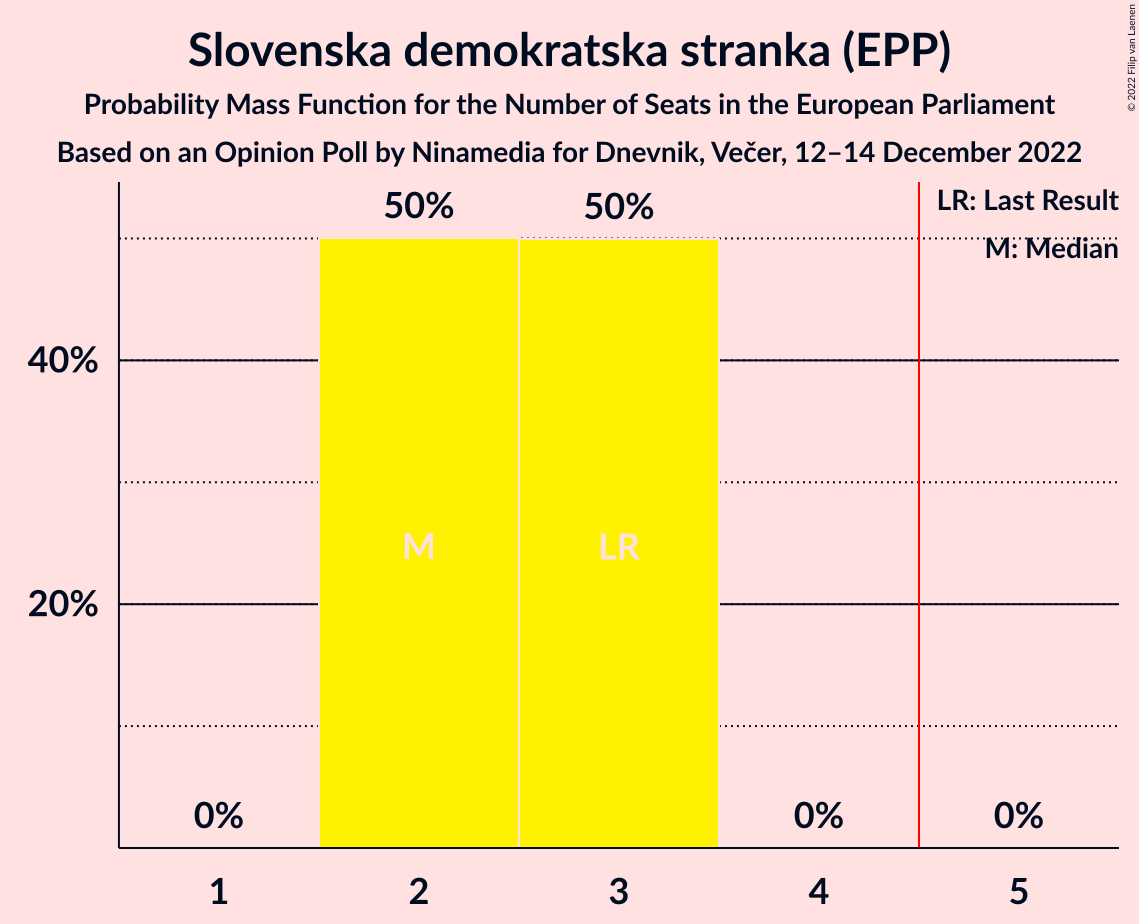 Slovenska demokratska stranka (EPP)
Probability Mass Function for the Number of Seats in the European Parliament
Based on an Opinion Poll by Ninamedia for Dnevnik, Večer, 12–14 December 2022
© 2022 Filip van Laenen
LR: Last Result
M: Median
50% 50%
40%
M LR
20%
0% 0% 0%
1 2 3 4 5